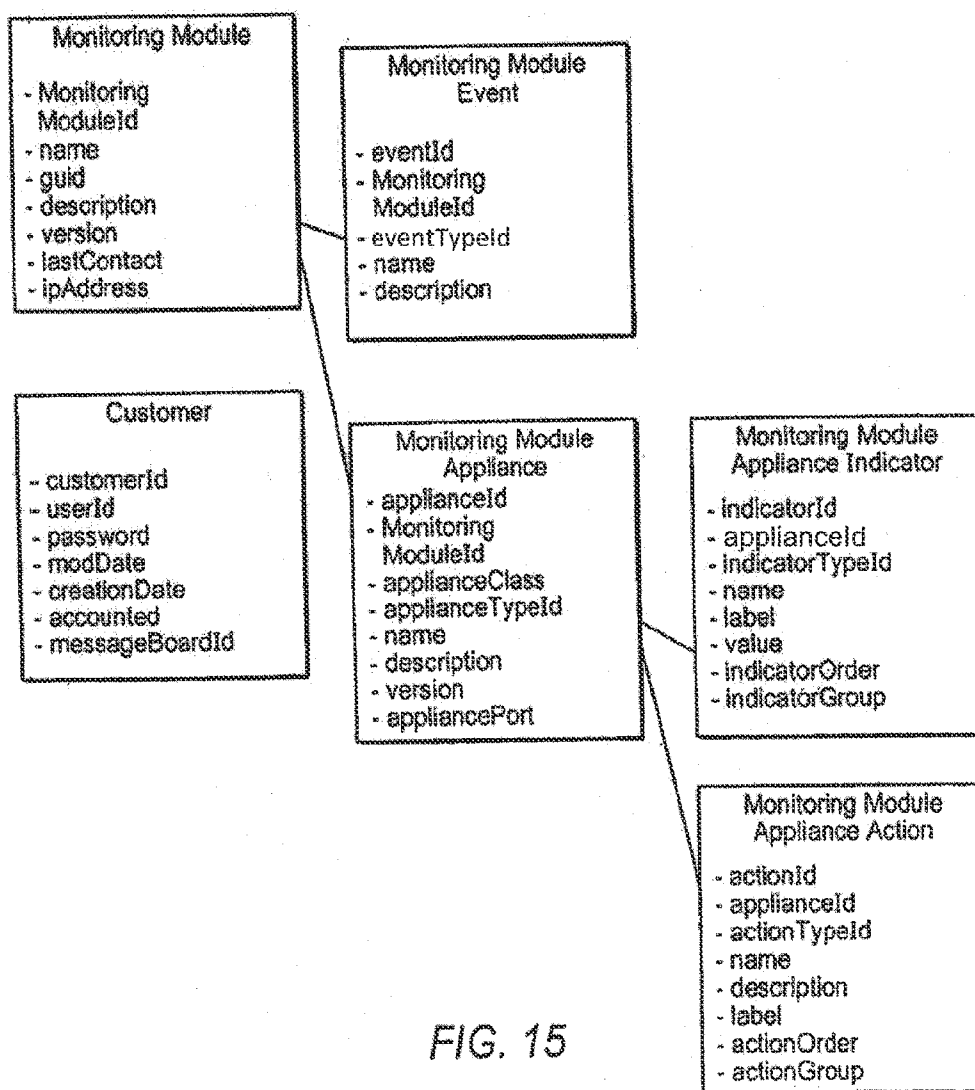 Monitoring Module
- Monitoring
ModuleId
- name
- guid
- description
- version
- lastContact
- ipAddress
Monitoring Module
Event
- eventId
- Monitoring
ModuleId
- eventTypeId
- name
- description
Customer
- customerId
- userId
- password
- modDate
- creationDate
- accounted
- messageBoardId
Monitoring Module
Appliance
- applianceId
- Monitoring
ModuleId
- applianceClass
- applianceTypeId
- name
- description
- version
- appliancePort
Monitoring Module
Appliance Indicator
- indicatorId
- applianceId
- indicatorTypeId
- name
- label
- value
- indicatorOrder
- indicatorGroup
Monitoring Module
Appliance Action
- actionId
- applianceId
- actionTypeId
- name
- description
- label
- actionOrder
- actionGroup
FIG. 15